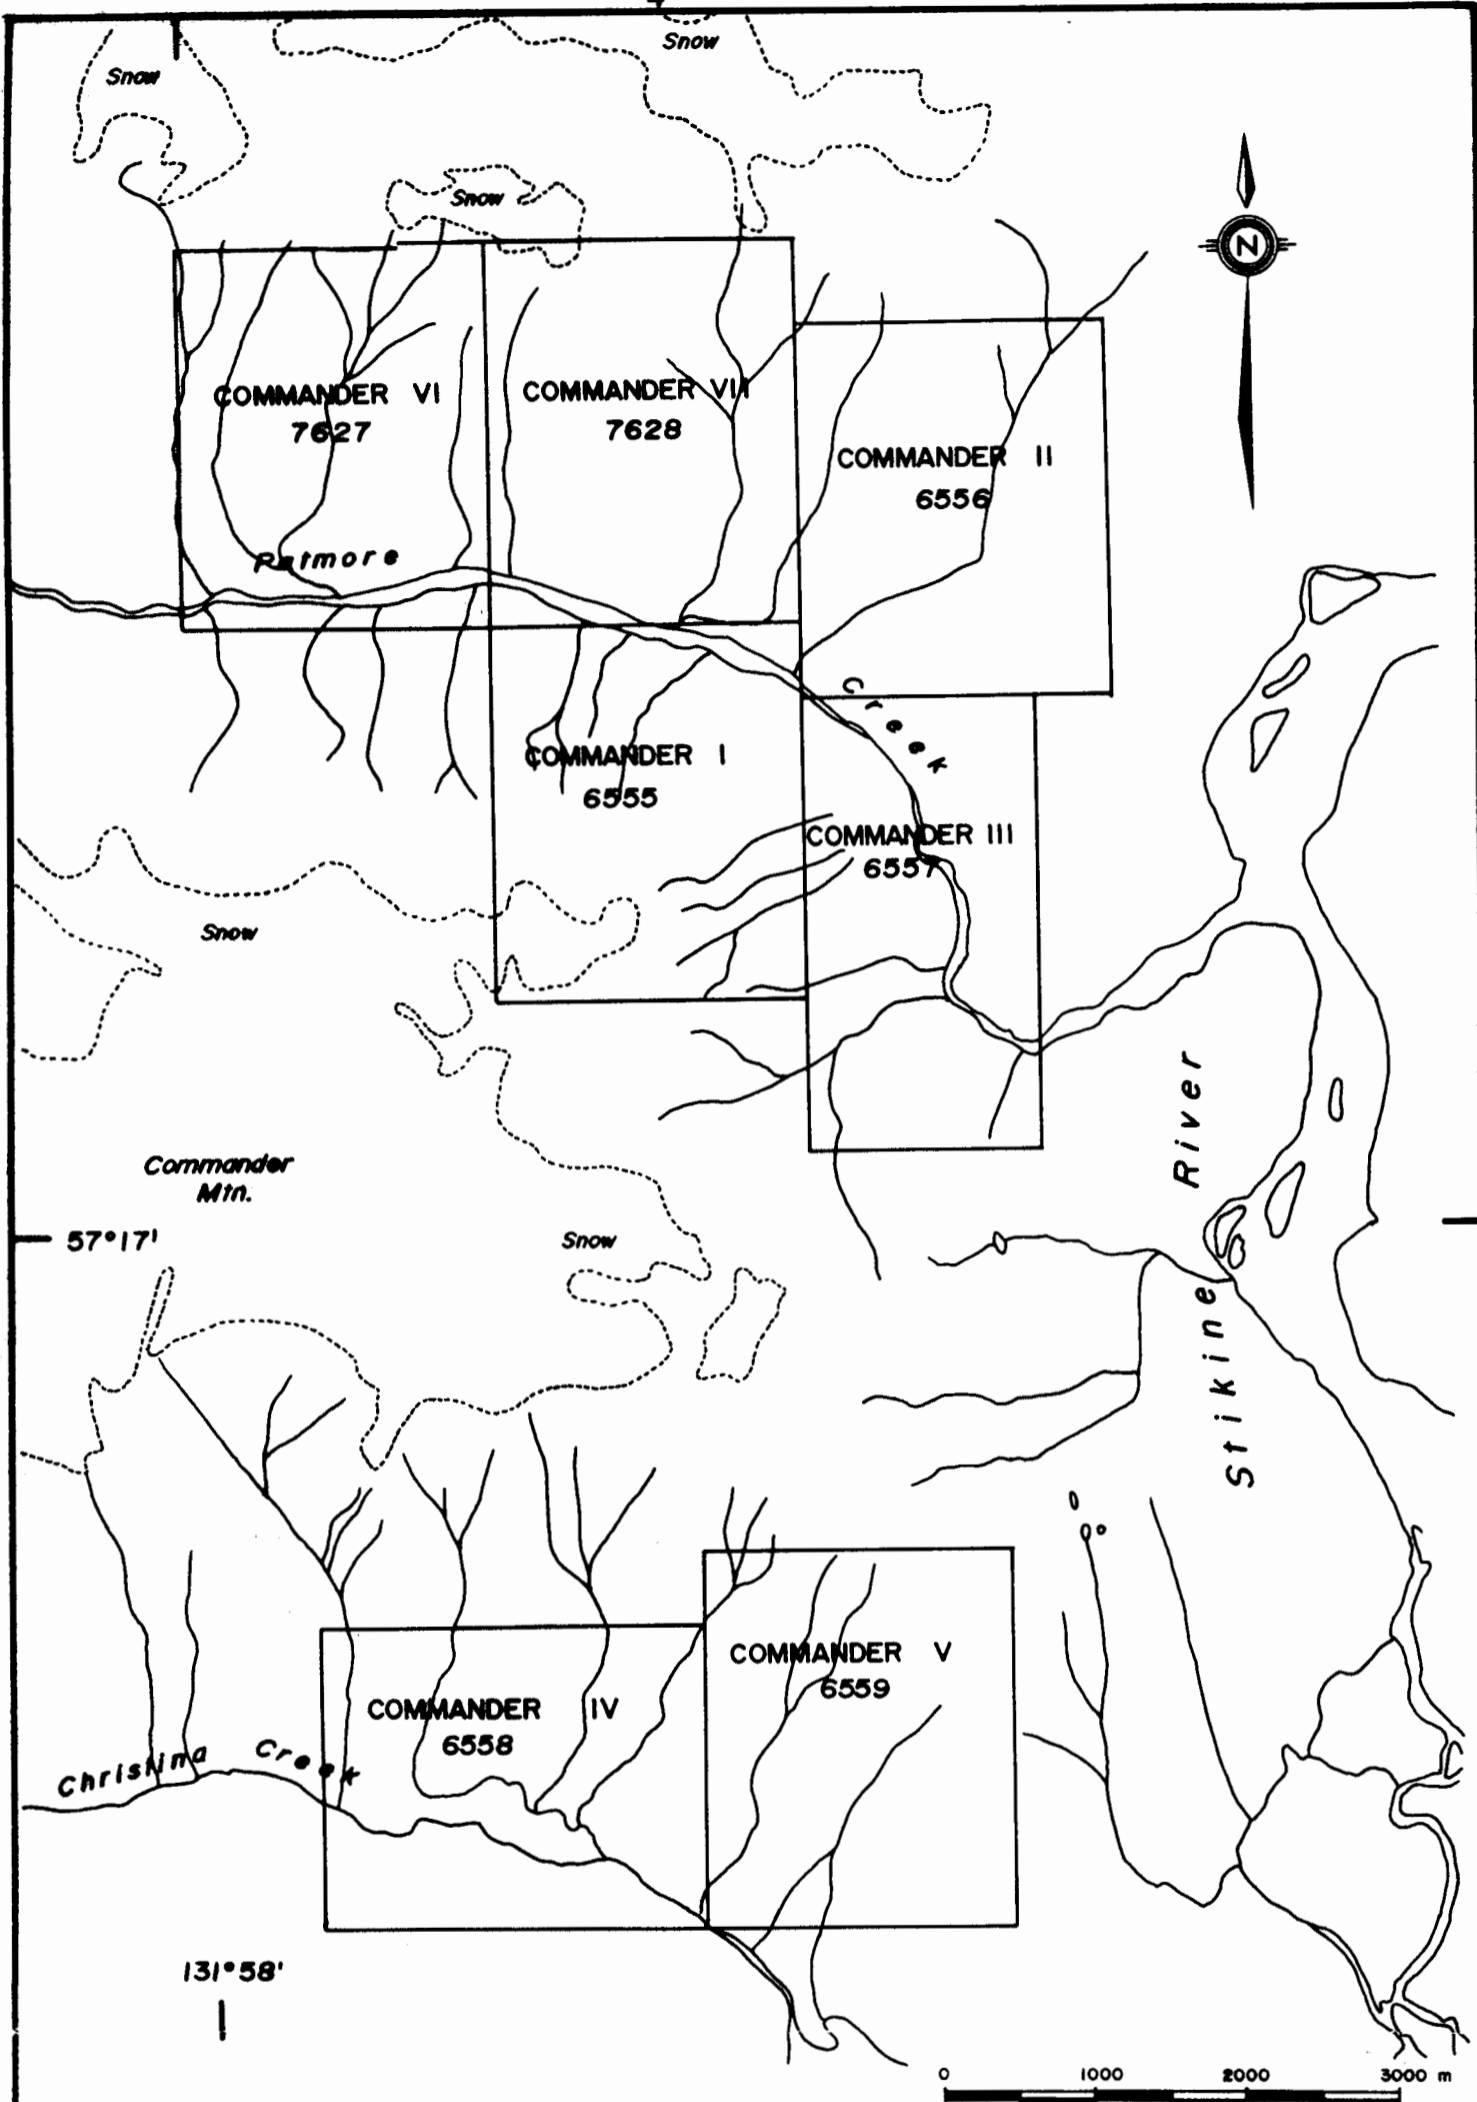 Snow
Snow
Snow
N
COMMANDER VI
7627
COMMANDER VII
7628
COMMANDER II
6556
Patmore
Creek
COMMANDER I
6555
COMMANDER III
6557
Snow
Commander
Mtn.
57°17'
Snow
Stikine River
COMMANDER V
6559
COMMANDER IV
6558
Christina Creek
131°58'
0 1000 2000 3000 m